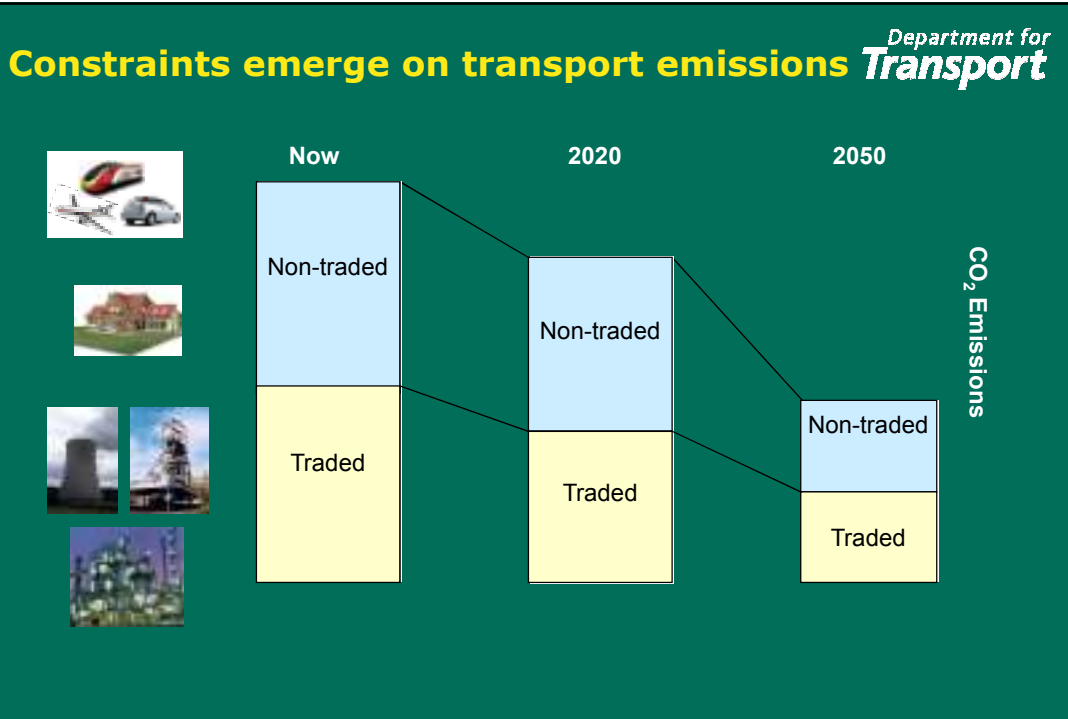 Constraints emerge on transport emissions
Department for
Transport
Now
2020
2050
Non-traded
Non-traded
Non-traded
Traded
Traded
Traded
CO₂ Emissions